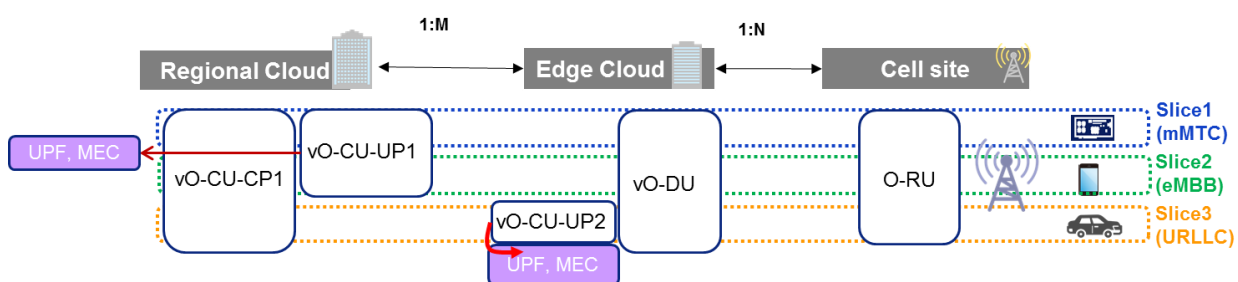 1:M
1:N
Regional Cloud
Edge Cloud
Cell site
Slice1
(mMTC)
UPF, MEC
vO-CU-CP1
vO-CU-UP1
vO-DU
O-RU
Slice2
(eMBB)
vO-CU-UP2
Slice3
(URLLC)
UPF, MEC